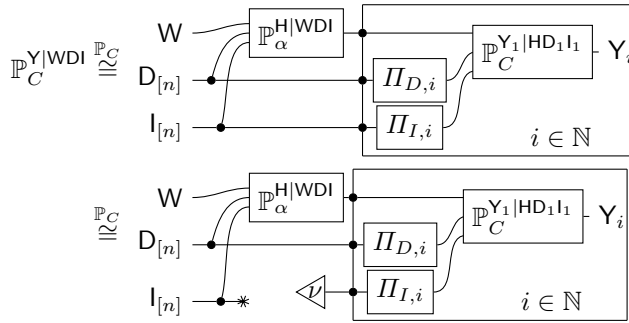 W ℙ_α^{H|WDI}
ℙ_C^{Y|WDI} ≅^{ℙ_C} D_{[n]} Π_{D,i} ℙ_C^{Y_1|HD_1I_1} Y_i
I_{[n]} Π_{I,i} i ∈ ℕ
W ℙ_α^{H|WDI}
≅^{ℙ_C} D_{[n]} Π_{D,i} ℙ_C^{Y_1|HD_1I_1} Y_i
I_{[n]} * ν Π_{I,i} i ∈ ℕ